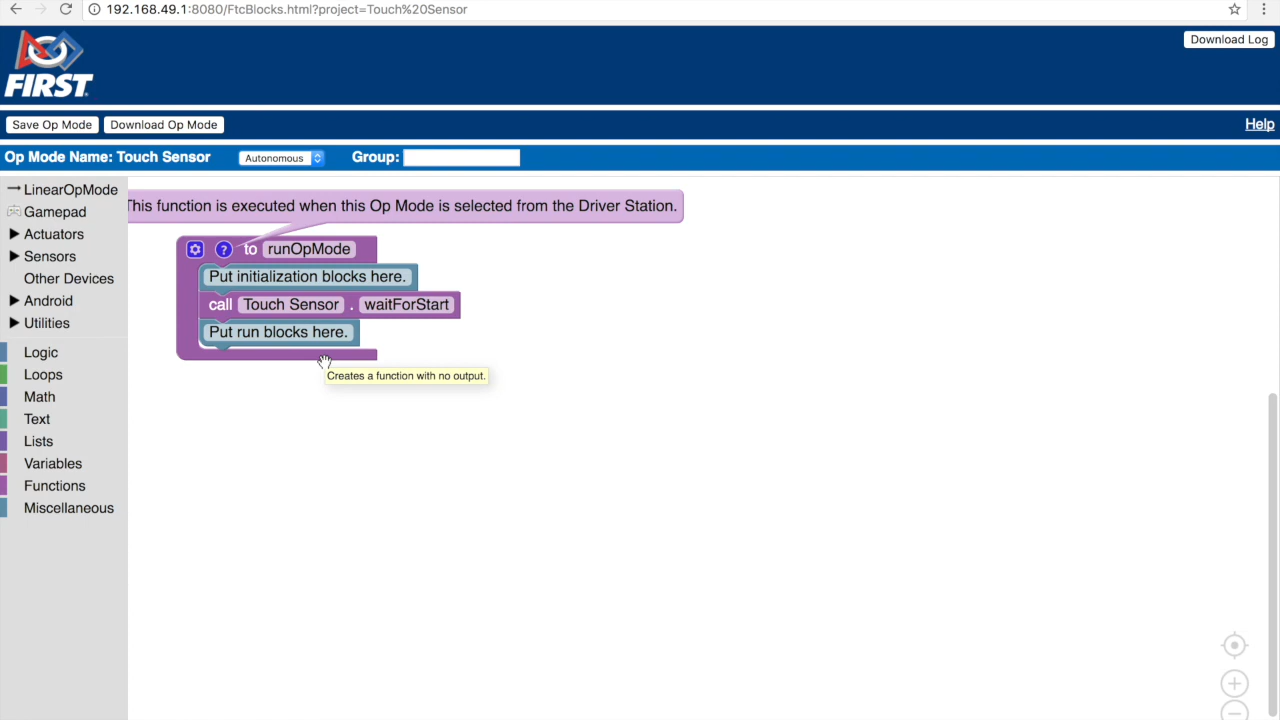 192.168.49.1:8080/FtcBlocks.html?project=Touch%20Sensor
FIRST
Download Log
Save Op Mode Download Op Mode Help
Op Mode Name: Touch Sensor Autonomous Group:
LinearOpMode
Gamepad
Actuators
Sensors
Other Devices
Android
Utilities
Logic
Loops
Math
Text
Lists
Variables
Functions
Miscellaneous
This function is executed when this Op Mode is selected from the Driver Station.
? to runOpMode
Put initialization blocks here.
call Touch Sensor . waitForStart
Put run blocks here.
Creates a function with no output.